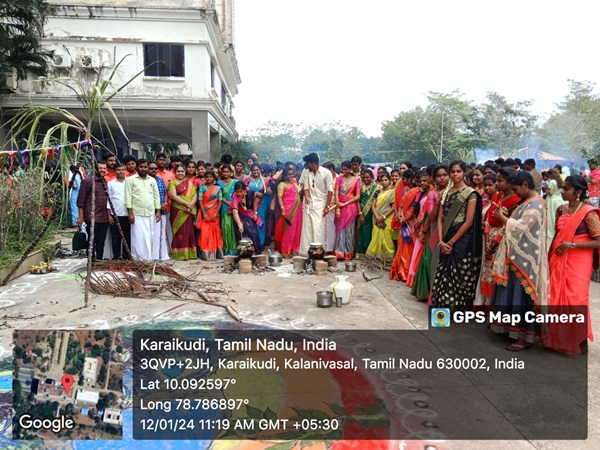 GPS Map Camera
Karaikudi, Tamil Nadu, India
3QVP+2JH, Karaikudi, Kalanivasal, Tamil Nadu 630002, India
Lat 10.092597°
Long 78.786897°
12/01/24 11:19 AM GMT +05:30
Google